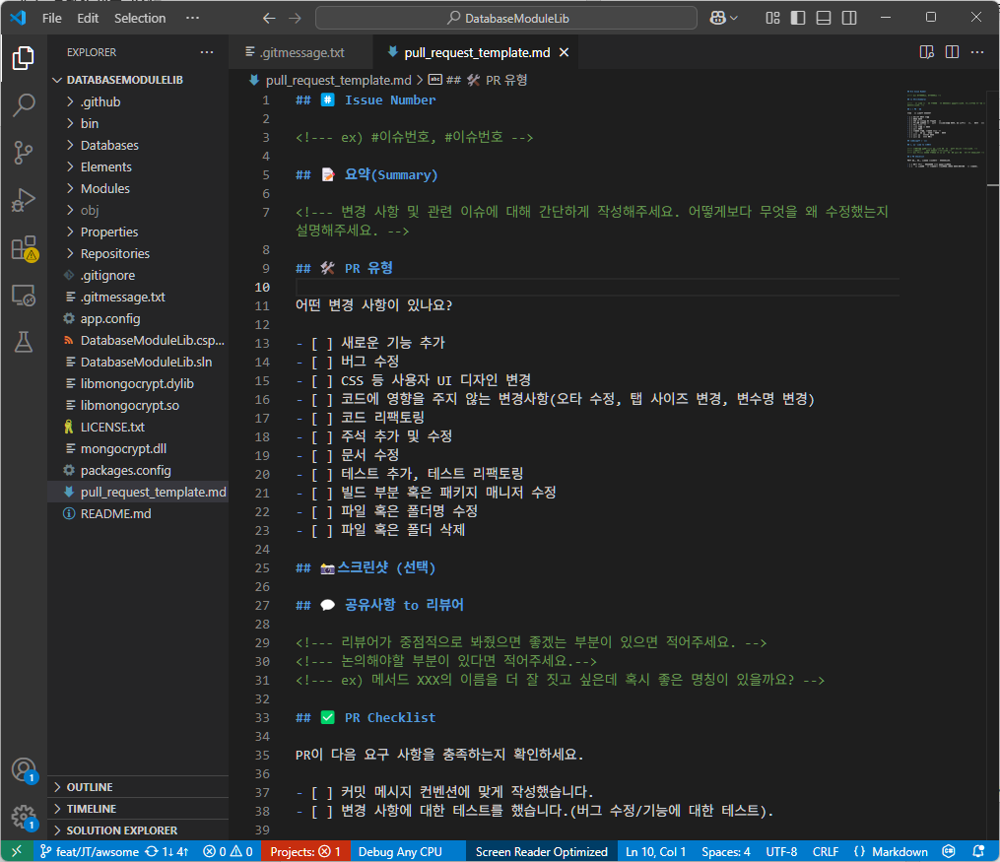 File Edit Selection ··· DatabaseModuleLib
EXPLORER ···
DATABASEMODULELIB
.github
bin
Databases
Elements
Modules
obj
Properties
Repositories
.gitignore
.gitmessage.txt
app.config
DatabaseModuleLib.csp...
DatabaseModuleLib.sln
libmongocrypt.dylib
libmongocrypt.so
LICENSE.txt
mongocrypt.dll
packages.config
pull_request_template.md
README.md
OUTLINE
TIMELINE
SOLUTION EXPLORER
1
1
.gitmessage.txt pull_request_template.md
pull_request_template.md > ## 🛠 PR 유형
1 ## #️⃣ Issue Number
2
3 <!--- ex) #이슈번호, #이슈번호 -->
4
5 ## 📝 요약(Summary)
6
7 <!--- 변경 사항 및 관련 이슈에 대해 간단하게 작성해주세요. 어떻게보다 무엇을 왜 수정했는지
설명해주세요. -->
8
9 ## 🛠 PR 유형
10
11 어떤 변경 사항이 있나요?
12
13 - [ ] 새로운 기능 추가
14 - [ ] 버그 수정
15 - [ ] CSS 등 사용자 UI 디자인 변경
16 - [ ] 코드에 영향을 주지 않는 변경사항(오타 수정, 탭 사이즈 변경, 변수명 변경)
17 - [ ] 코드 리팩토링
18 - [ ] 주석 추가 및 수정
19 - [ ] 문서 수정
20 - [ ] 테스트 추가, 테스트 리팩토링
21 - [ ] 빌드 부분 혹은 패키지 매니저 수정
22 - [ ] 파일 혹은 폴더명 수정
23 - [ ] 파일 혹은 폴더 삭제
24
25 ## 📸스크린샷 (선택)
26
27 ## 💬 공유사항 to 리뷰어
28
29 <!--- 리뷰어가 중점적으로 봐줬으면 좋겠는 부분이 있으면 적어주세요. -->
30 <!--- 논의해야할 부분이 있다면 적어주세요.-->
31 <!--- ex) 메서드 XXX의 이름을 더 잘 짓고 싶은데 혹시 좋은 명칭이 있을까요? -->
32
33 ## ✅ PR Checklist
34
35 PR이 다음 요구 사항을 충족하는지 확인하세요.
36
37 - [ ] 커밋 메시지 컨벤션에 맞게 작성했습니다.
38 - [ ] 변경 사항에 대한 테스트를 했습니다.(버그 수정/기능에 대한 테스트).
39
feat/JT/awsome 1↓ 4↑ 0 0 Projects: 1 Debug Any CPU Screen Reader Optimized Ln 10, Col 1 Spaces: 4 UTF-8 CRLF {} Markdown